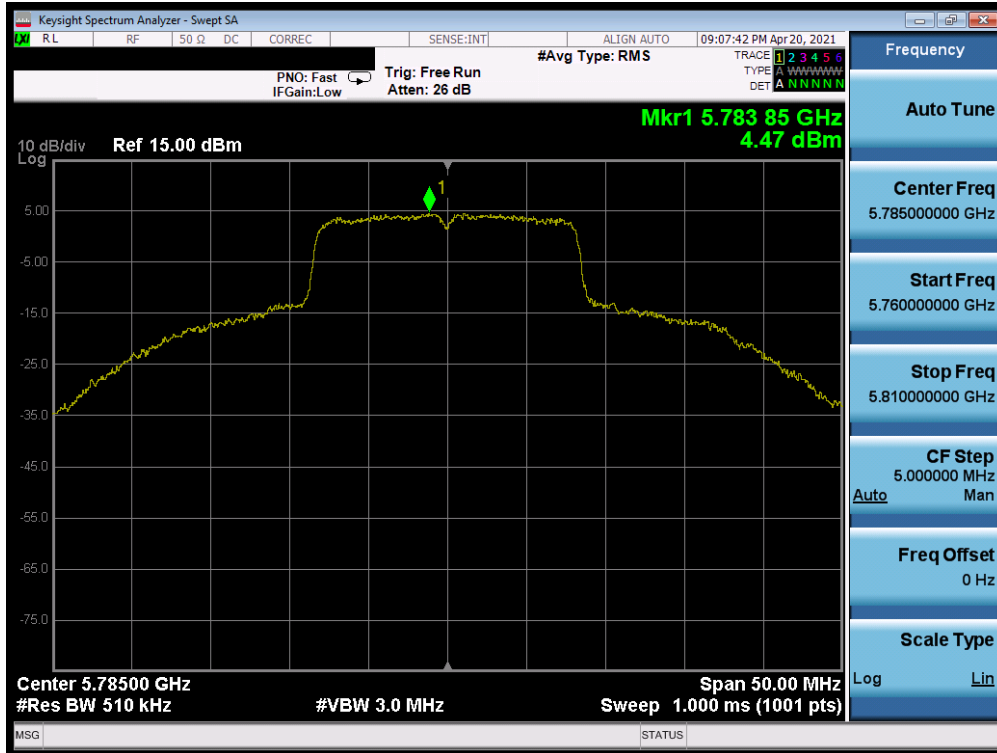 Keysight Spectrum Analyzer - Swept SA
LXI RL RF 50 Ω DC CORREC SENSE:INT ALIGN AUTO 09:07:42 PM Apr 20, 2021
#Avg Type: RMS TRACE 1 2 3 4 5 6
PNO: Fast Trig: Free Run TYPE A WWWWW
IFGain:Low Atten: 26 dB DET A N N N N N
Mkr1 5.783 85 GHz
4.47 dBm
10 dB/div Ref 15.00 dBm
Log
1
5.00
-5.00
-15.0
-25.0
-35.0
-45.0
-55.0
-65.0
-75.0
Center 5.78500 GHz Span 50.00 MHz
#Res BW 510 kHz #VBW 3.0 MHz Sweep 1.000 ms (1001 pts)
MSG STATUS
Frequency
Auto Tune
Center Freq
5.785000000 GHz
Start Freq
5.760000000 GHz
Stop Freq
5.810000000 GHz
CF Step
5.000000 MHz
Auto Man
Freq Offset
0 Hz
Scale Type
Log Lin